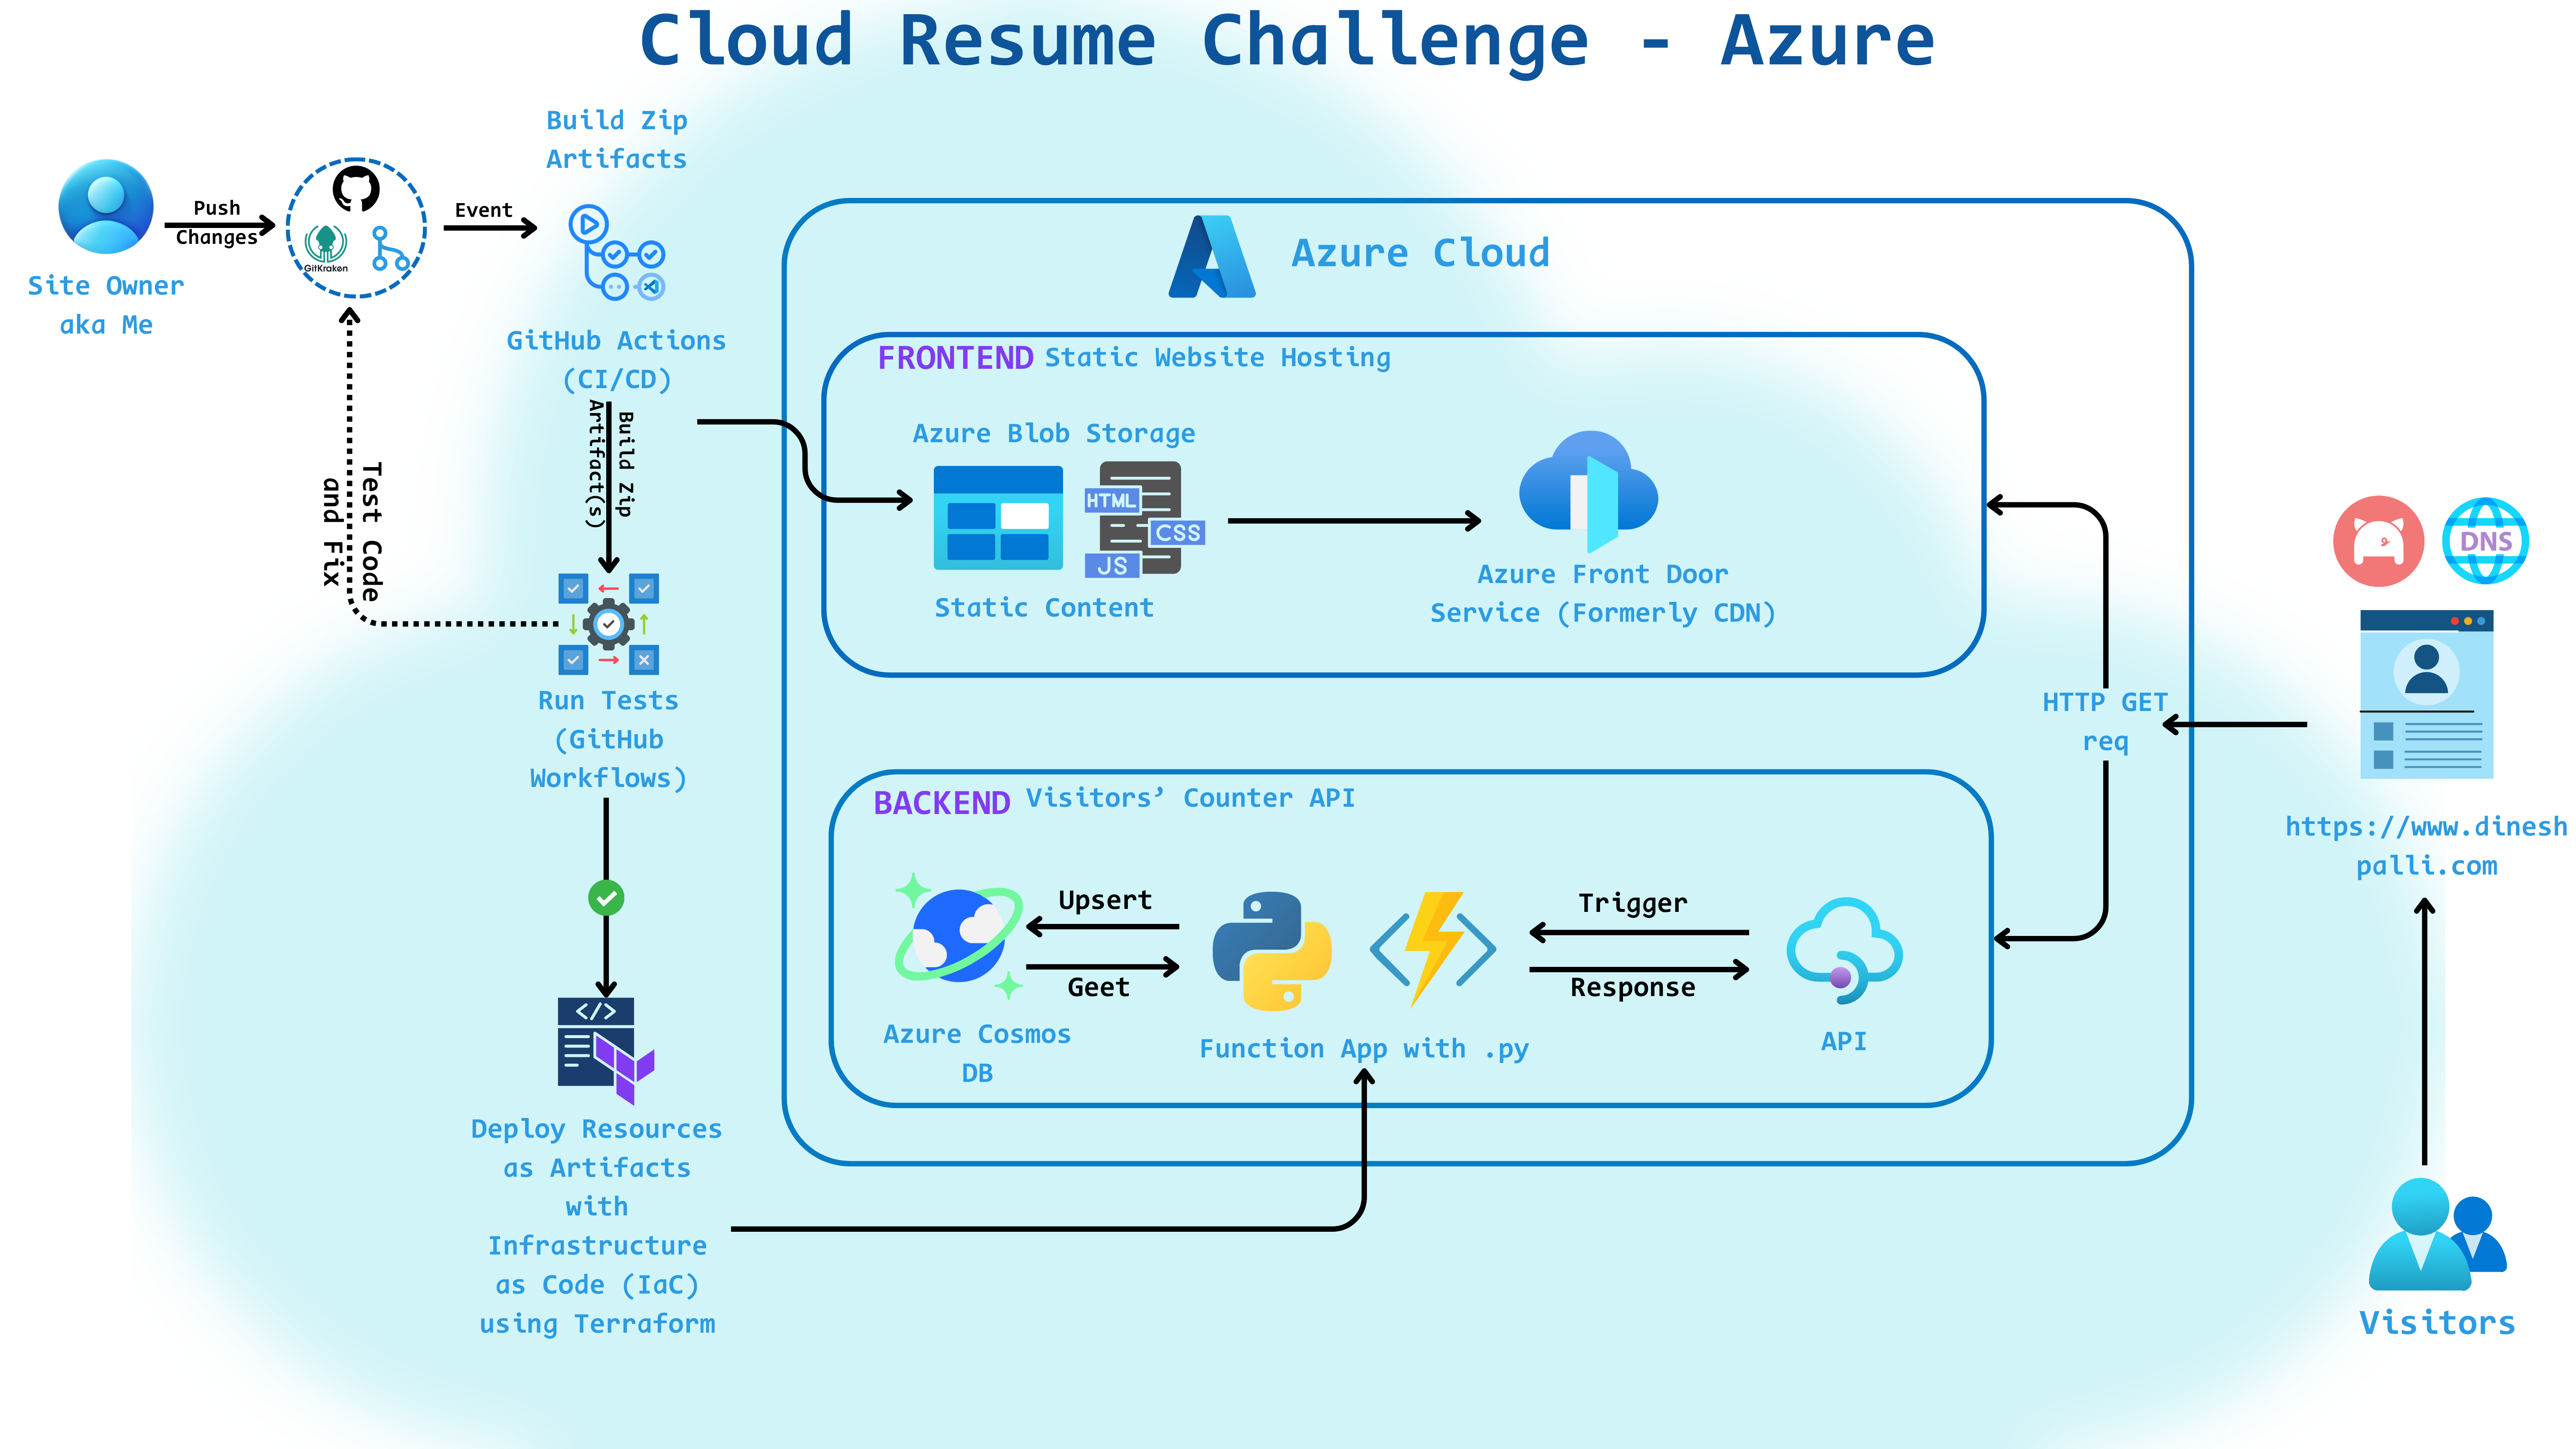 Cloud Resume Challenge - Azure
Build Zip
Artifacts
Push
Changes
Event
GitKraken
Site Owner
aka Me
GitHub Actions
(CI/CD)
Build Zip
Artifact(s)
Test Code
and Fix
Run Tests
(GitHub
Workflows)
Deploy Resources
as Artifacts
with
Infrastructure
as Code (IaC)
using Terraform
Azure Cloud
FRONTEND Static Website Hosting
Azure Blob Storage
HTML
CSS
JS
Static Content
Azure Front Door
Service (Formerly CDN)
BACKEND Visitors’ Counter API
Upsert
Geet
Trigger
Response
Azure Cosmos
DB
Function App with .py
API
HTTP GET
req
DNS
https://www.dinesh
palli.com
Visitors